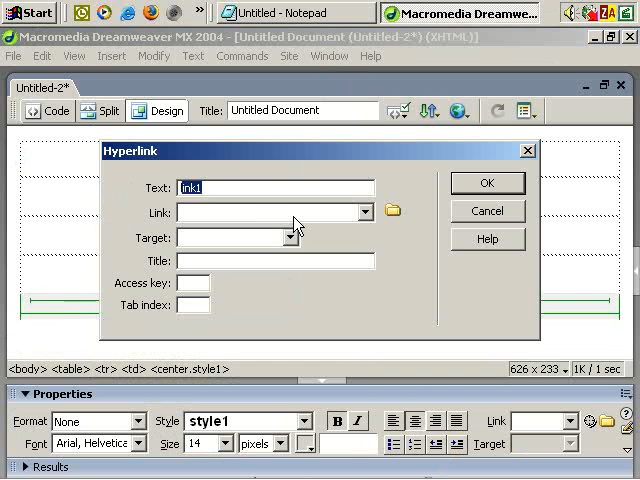 Start
»
Untitled - Notepad
Macromedia Dreamweav...
Macromedia Dreamweaver MX 2004 - [Untitled Document (Untitled-2*) (XHTML)]
File Edit View Insert Modify Text Commands Site Window Help
Untitled-2*
Code Split Design Title: Untitled Document
Hyperlink
Text: link1
Link:
Target:
Title:
Access key:
Tab index:
OK
Cancel
Help
<body> <table> <tr> <td> <center.style1>
626 x 233 1K / 1 sec
Properties
Format None Style style1 B I Link
Font Arial, Helvetica Size 14 pixels Target
Results